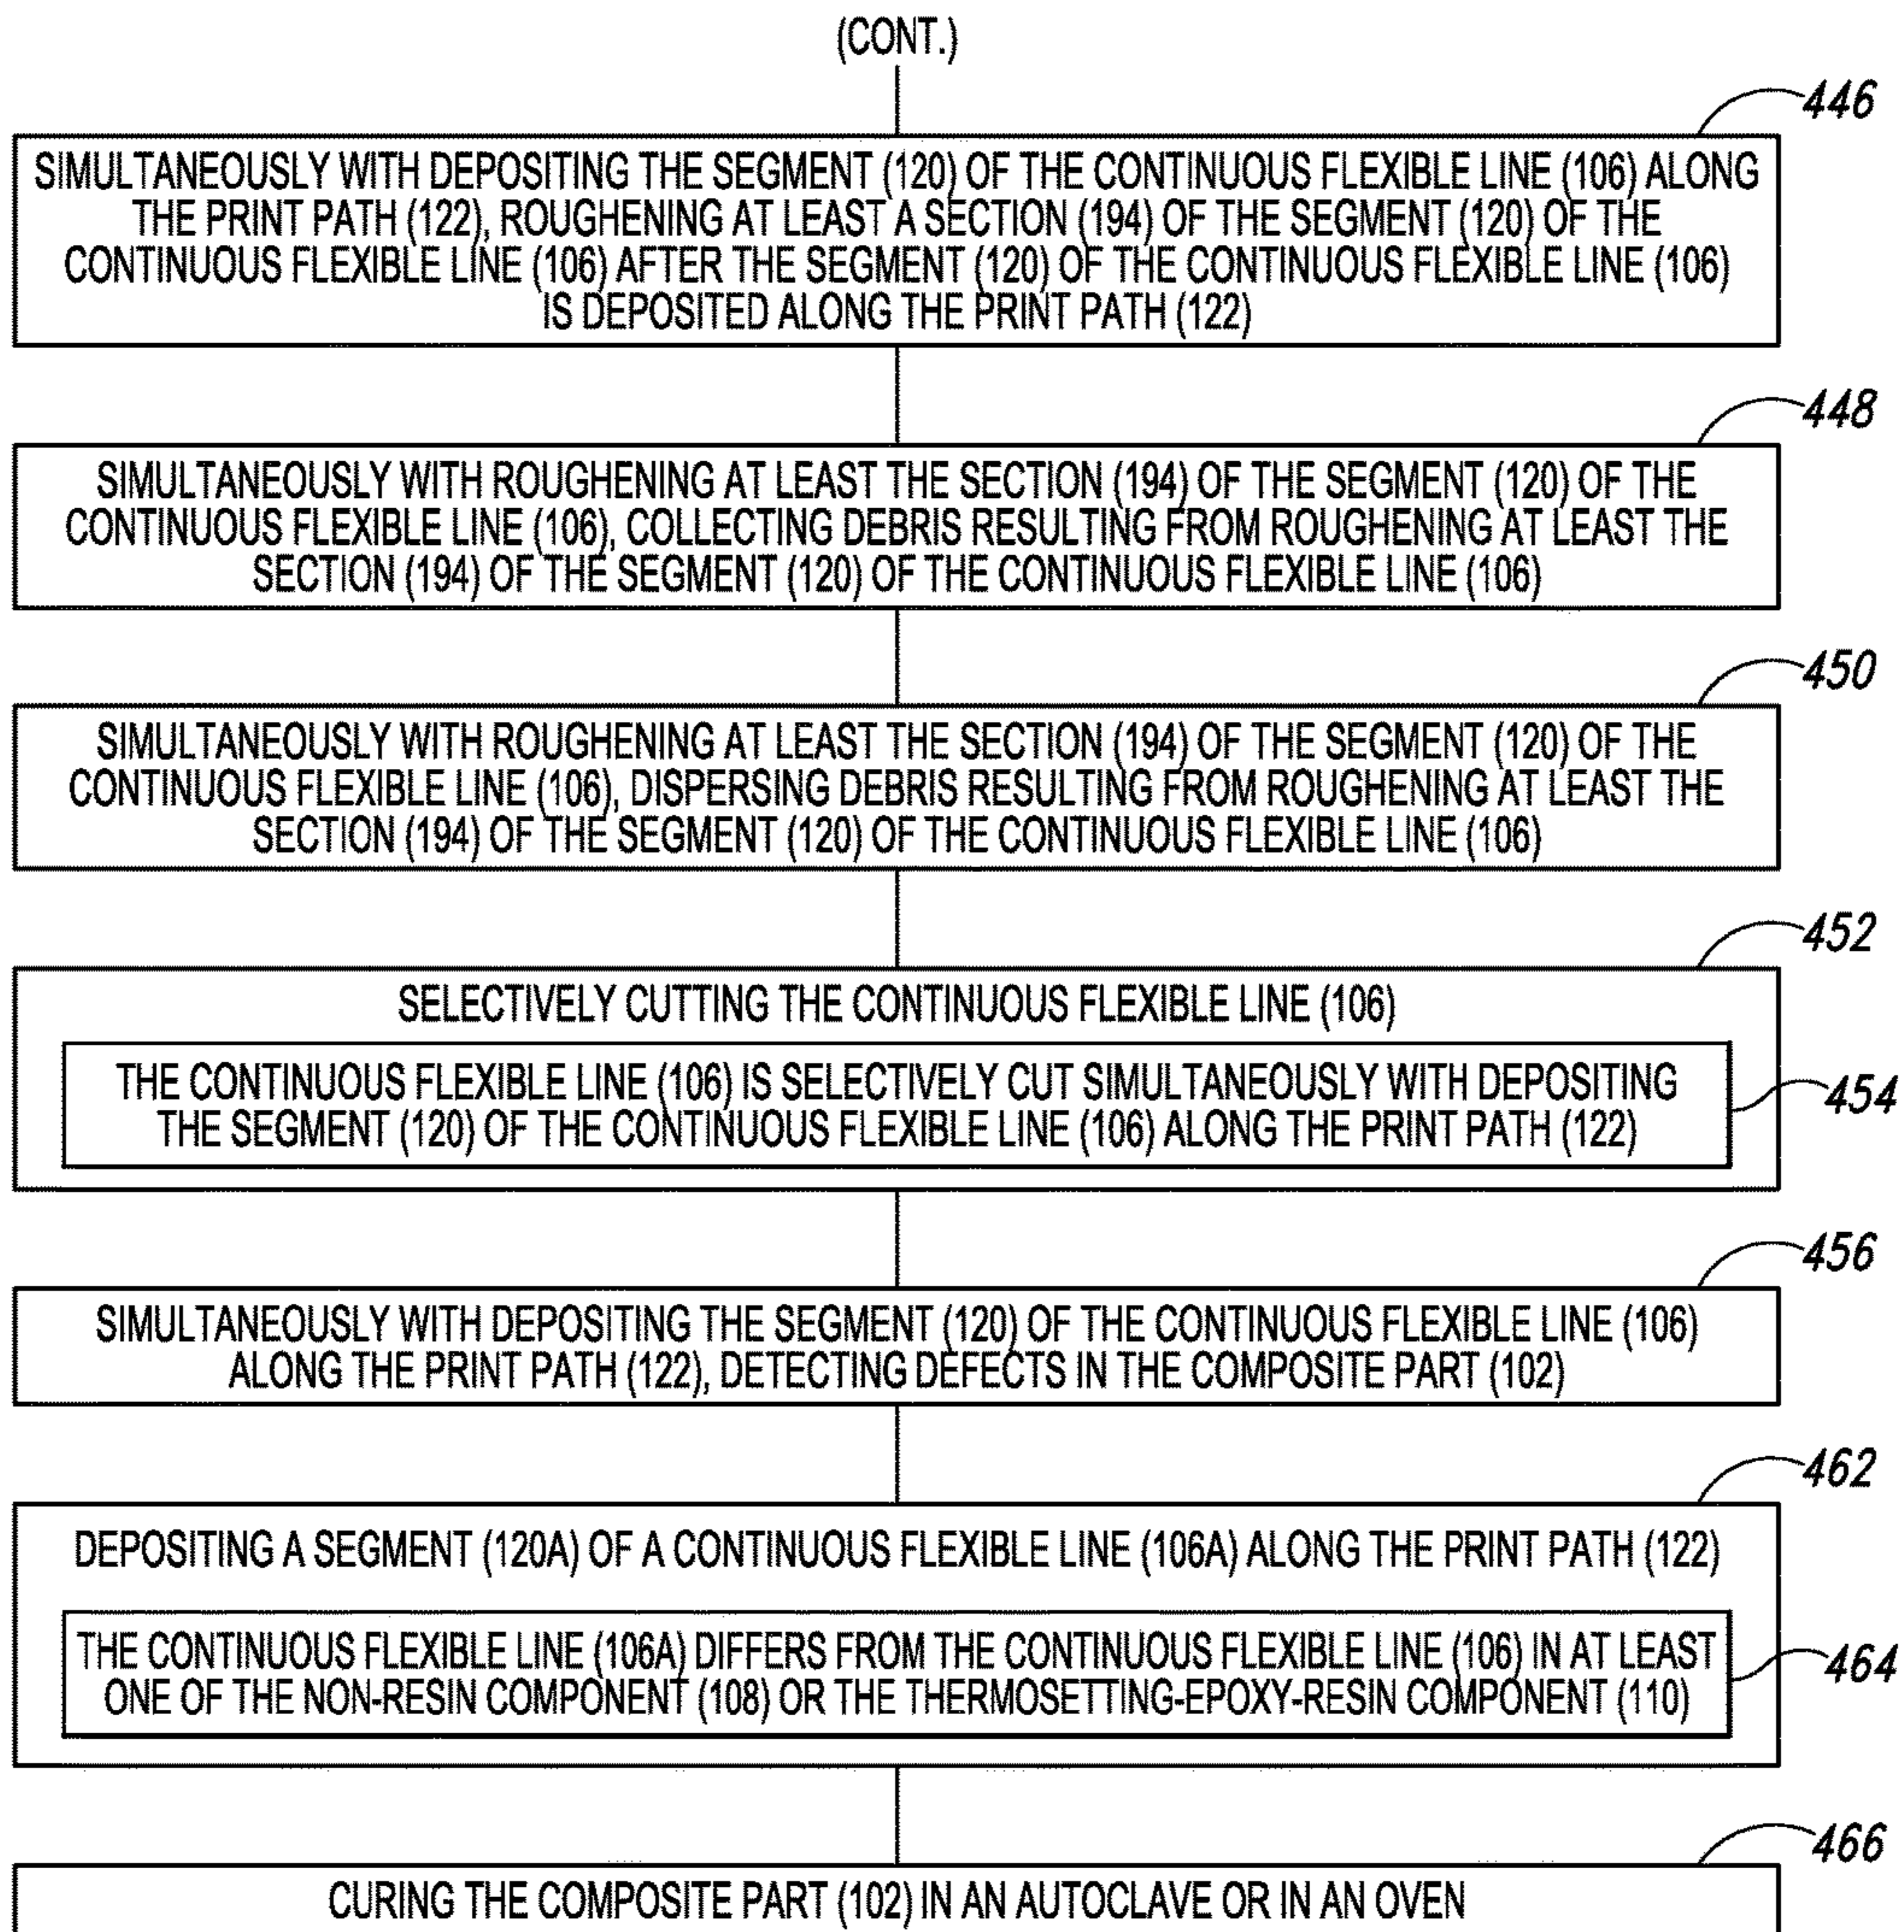 (CONT.)
446
SIMULTANEOUSLY WITH DEPOSITING THE SEGMENT (120) OF THE CONTINUOUS FLEXIBLE LINE (106) ALONG
THE PRINT PATH (122), ROUGHENING AT LEAST A SECTION (194) OF THE SEGMENT (120) OF THE
CONTINUOUS FLEXIBLE LINE (106) AFTER THE SEGMENT (120) OF THE CONTINUOUS FLEXIBLE LINE (106)
IS DEPOSITED ALONG THE PRINT PATH (122)
448
SIMULTANEOUSLY WITH ROUGHENING AT LEAST THE SECTION (194) OF THE SEGMENT (120) OF THE
CONTINUOUS FLEXIBLE LINE (106), COLLECTING DEBRIS RESULTING FROM ROUGHENING AT LEAST THE
SECTION (194) OF THE SEGMENT (120) OF THE CONTINUOUS FLEXIBLE LINE (106)
450
SIMULTANEOUSLY WITH ROUGHENING AT LEAST THE SECTION (194) OF THE SEGMENT (120) OF THE
CONTINUOUS FLEXIBLE LINE (106), DISPERSING DEBRIS RESULTING FROM ROUGHENING AT LEAST THE
SECTION (194) OF THE SEGMENT (120) OF THE CONTINUOUS FLEXIBLE LINE (106)
452
SELECTIVELY CUTTING THE CONTINUOUS FLEXIBLE LINE (106)
THE CONTINUOUS FLEXIBLE LINE (106) IS SELECTIVELY CUT SIMULTANEOUSLY WITH DEPOSITING
THE SEGMENT (120) OF THE CONTINUOUS FLEXIBLE LINE (106) ALONG THE PRINT PATH (122)
454
456
SIMULTANEOUSLY WITH DEPOSITING THE SEGMENT (120) OF THE CONTINUOUS FLEXIBLE LINE (106)
ALONG THE PRINT PATH (122), DETECTING DEFECTS IN THE COMPOSITE PART (102)
462
DEPOSITING A SEGMENT (120A) OF A CONTINUOUS FLEXIBLE LINE (106A) ALONG THE PRINT PATH (122)
THE CONTINUOUS FLEXIBLE LINE (106A) DIFFERS FROM THE CONTINUOUS FLEXIBLE LINE (106) IN AT LEAST
ONE OF THE NON-RESIN COMPONENT (108) OR THE THERMOSETTING-EPOXY-RESIN COMPONENT (110)
464
466
CURING THE COMPOSITE PART (102) IN AN AUTOCLAVE OR IN AN OVEN